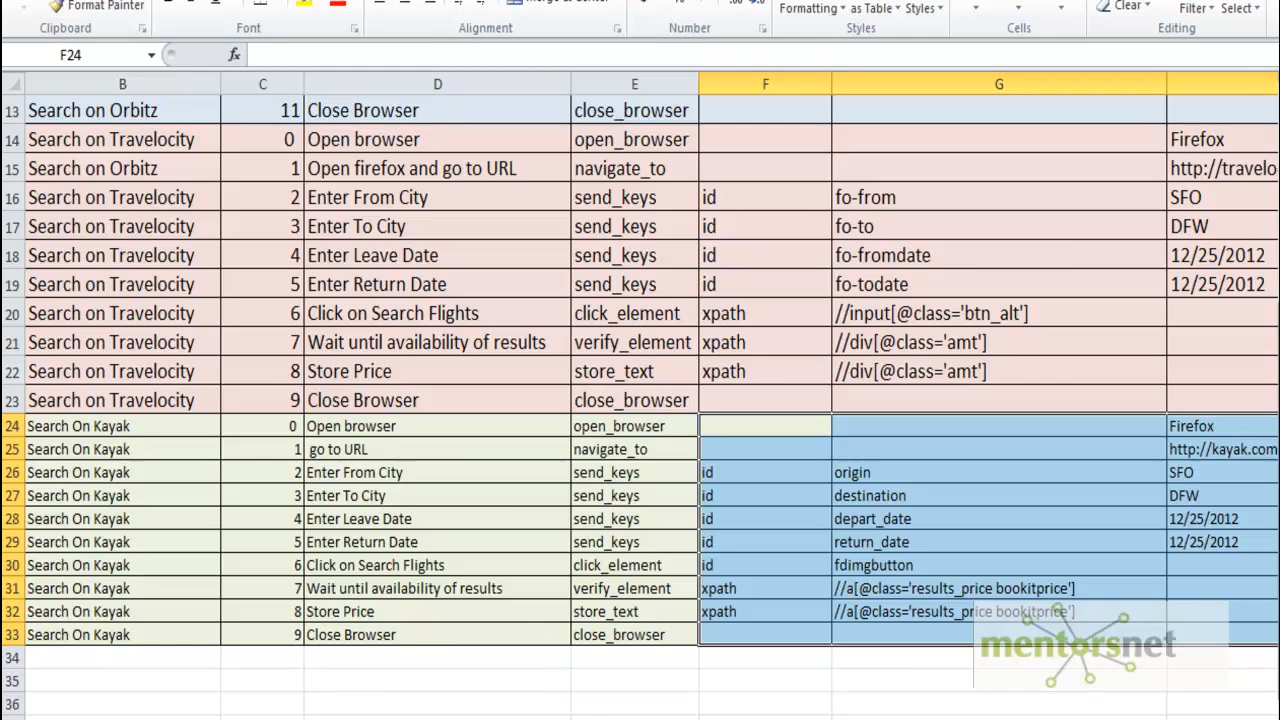 Format Painter
Merge & Center
Formatting as Table Styles
Clear
Filter Select
Clipboard Font Alignment Number Styles Cells Editing
F24 fx
B C D E F G
13 Search on Orbitz 11 Close Browser close_browser
14 Search on Travelocity 0 Open browser open_browser Firefox
15 Search on Orbitz 1 Open firefox and go to URL navigate_to http://travelo
16 Search on Travelocity 2 Enter From City send_keys id fo-from SFO
17 Search on Travelocity 3 Enter To City send_keys id fo-to DFW
18 Search on Travelocity 4 Enter Leave Date send_keys id fo-fromdate 12/25/2012
19 Search on Travelocity 5 Enter Return Date send_keys id fo-todate 12/25/2012
20 Search on Travelocity 6 Click on Search Flights click_element xpath //input[@class='btn_alt']
21 Search on Travelocity 7 Wait until availability of results verify_element xpath //div[@class='amt']
22 Search on Travelocity 8 Store Price store_text xpath //div[@class='amt']
23 Search on Travelocity 9 Close Browser close_browser
24 Search On Kayak 0 Open browser open_browser Firefox
25 Search On Kayak 1 go to URL navigate_to http://kayak.com
26 Search On Kayak 2 Enter From City send_keys id origin SFO
27 Search On Kayak 3 Enter To City send_keys id destination DFW
28 Search On Kayak 4 Enter Leave Date send_keys id depart_date 12/25/2012
29 Search On Kayak 5 Enter Return Date send_keys id return_date 12/25/2012
30 Search On Kayak 6 Click on Search Flights click_element id fdimgbutton
31 Search On Kayak 7 Wait until availability of results verify_element xpath //a[@class='results_price bookitprice']
32 Search On Kayak 8 Store Price store_text xpath //a[@class='results_price bookitprice']
33 Search On Kayak 9 Close Browser close_browser
mentorsnet
34
35
36